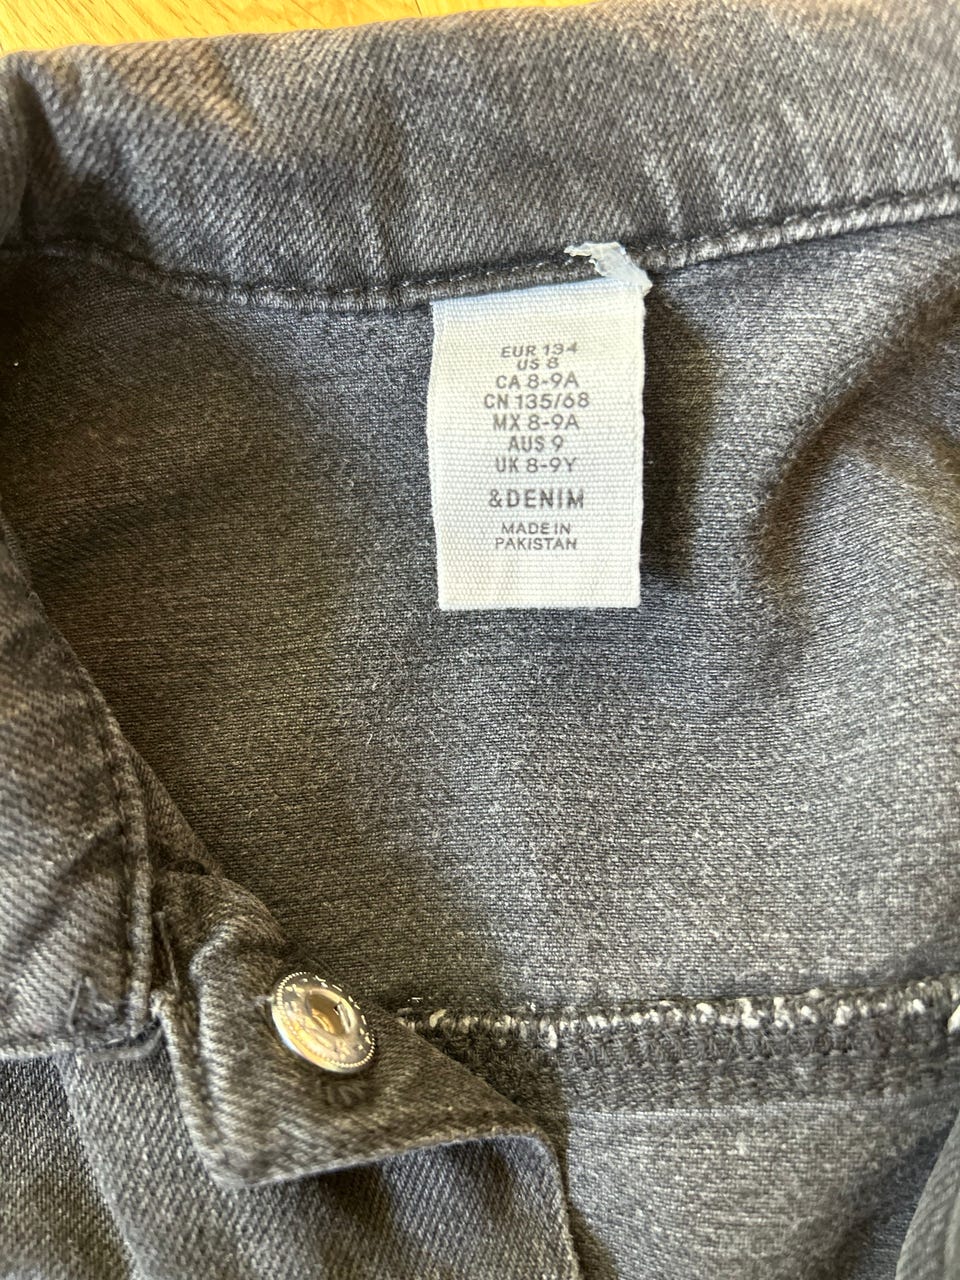 EUR 134
US 8
CA 8-9A
CN 135/68
MX 8-9A
AUS 9
UK 8-9Y
&DENIM
MADE IN
PAKISTAN